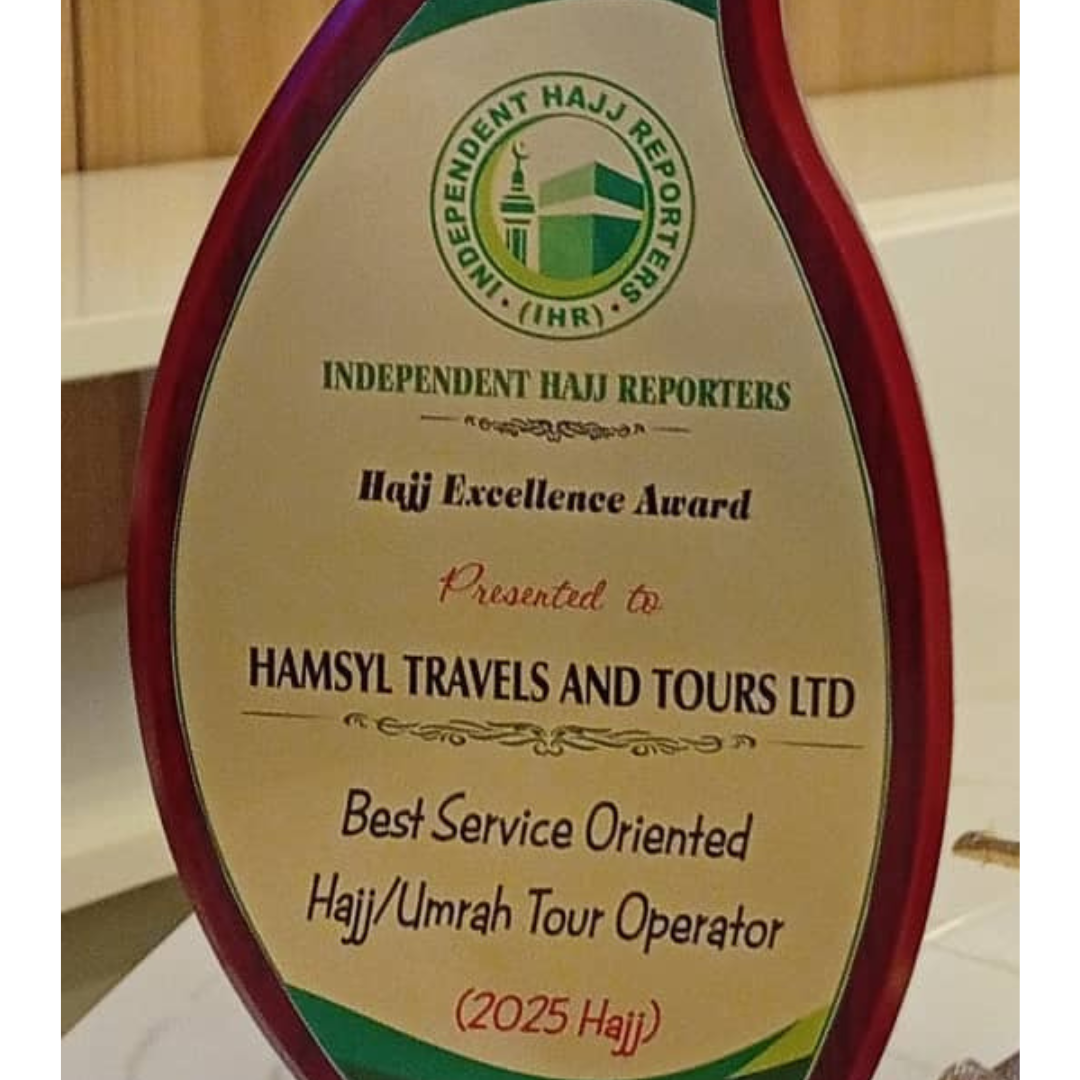 INDEPENDENT HAJJ REPORTERS
(IHR)
INDEPENDENT HAJJ REPORTERS
Hajj Excellence Award
Presented to
HAMSYL TRAVELS AND TOURS LTD
Best Service Oriented
Hajj/Umrah Tour Operator
(2025 Hajj)